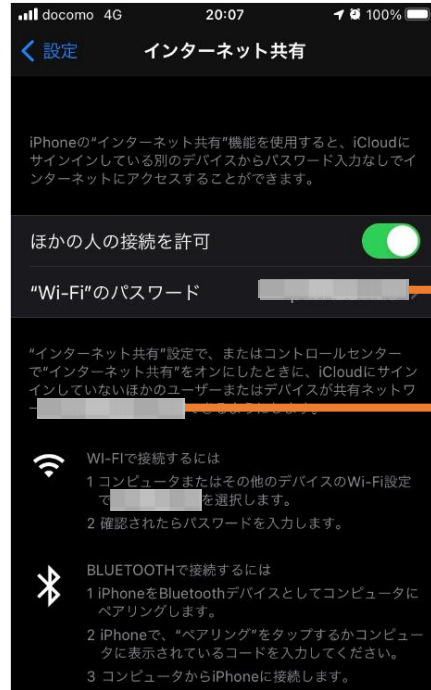 docomo 4G 20:07 100%
設定 インターネット共有
iPhoneの“インターネット共有”機能を使用すると、iCloudに
サインインしている別のデバイスからパスワード入力なしでイ
ンターネットにアクセスすることができます。
ほかの人の接続を許可
“Wi-Fi”のパスワード
“インターネット共有”設定で、またはコントロールセンター
で“インターネット共有”をオンにしたときに、iCloudにサイン
インしていないほかのユーザーまたはデバイスが共有ネットワ
ー
WI-FIで接続するには
1 コンピュータまたはその他のデバイスのWi-Fi設定
で を選択します。
2 確認されたらパスワードを入力します。
BLUETOOTHで接続するには
1 iPhoneをBluetoothデバイスとしてコンピュータに
ペアリングします。
2 iPhoneで、“ペアリング”をタップするかコンピュー
タに表示されているコードを入力してください。
3 コンピュータからiPhoneに接続します。